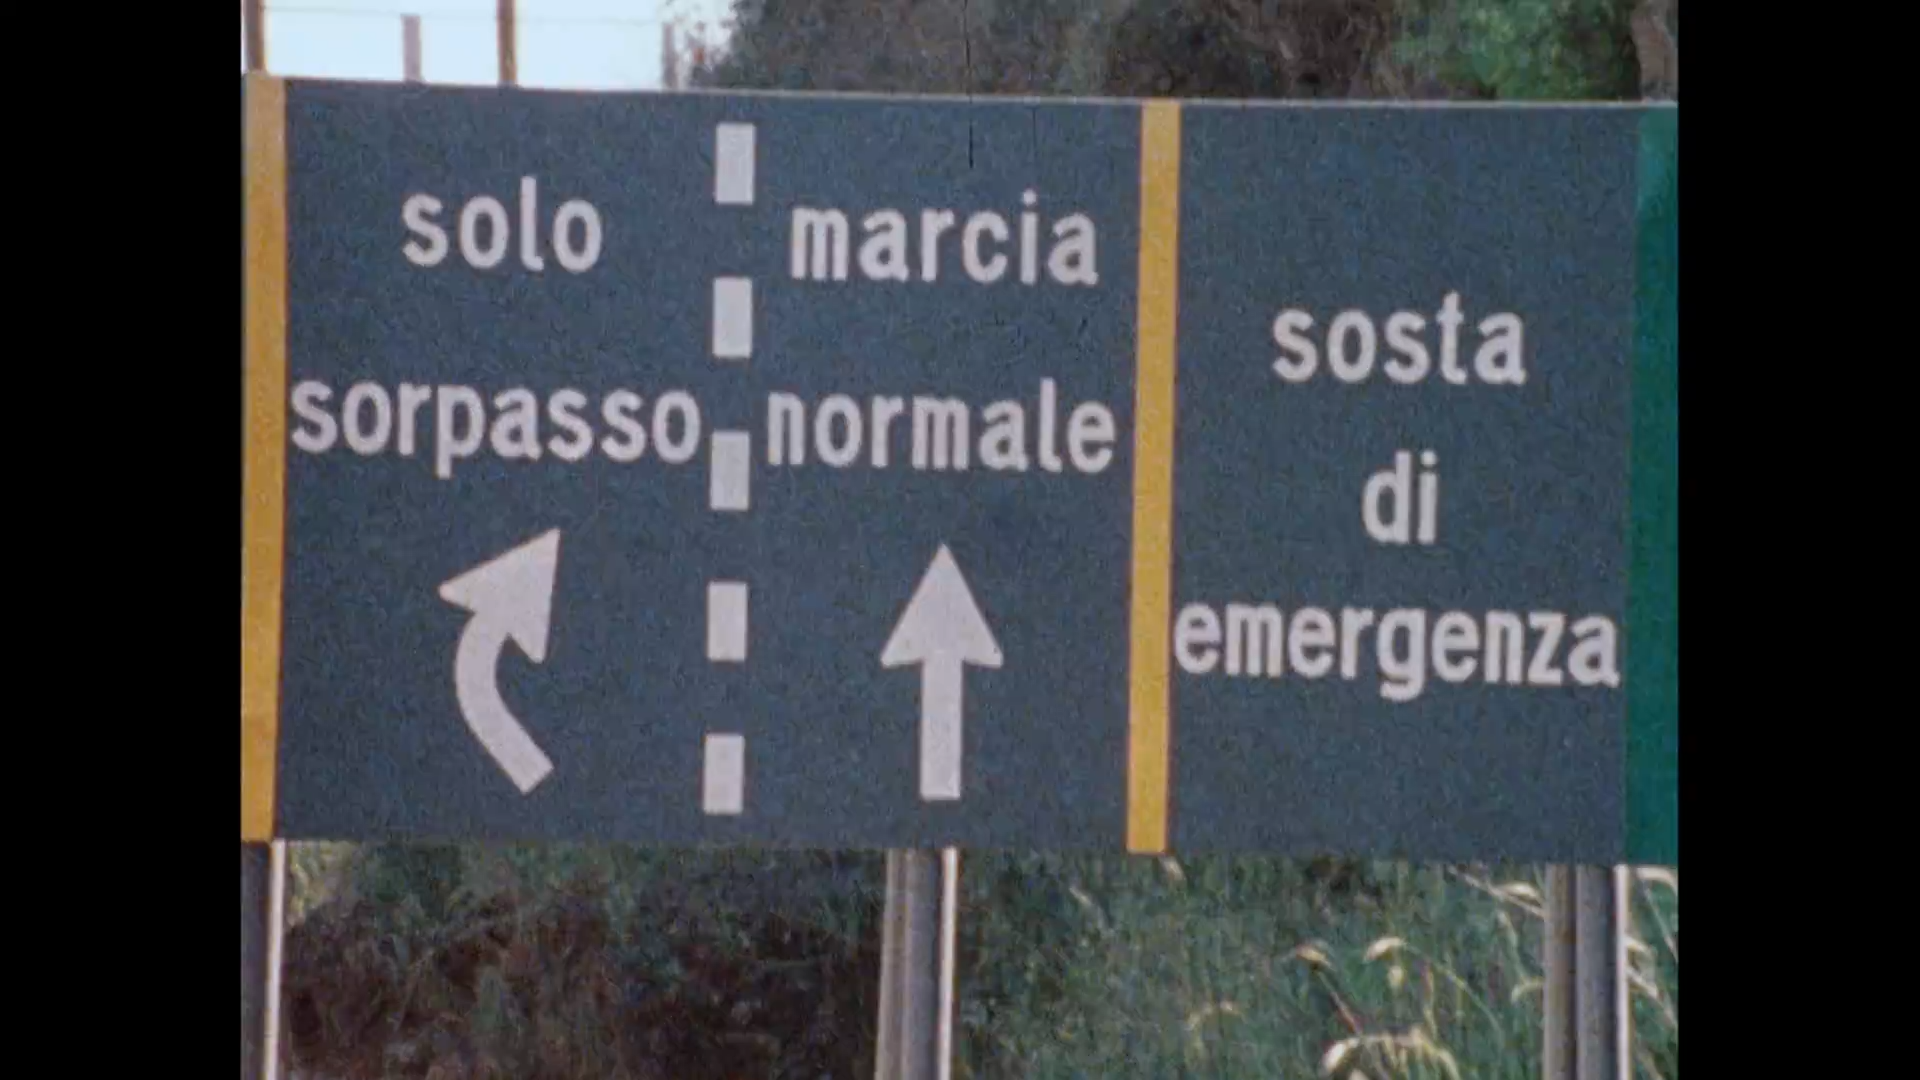 solo
sorpasso
marcia
normale
sosta
di
emergenza